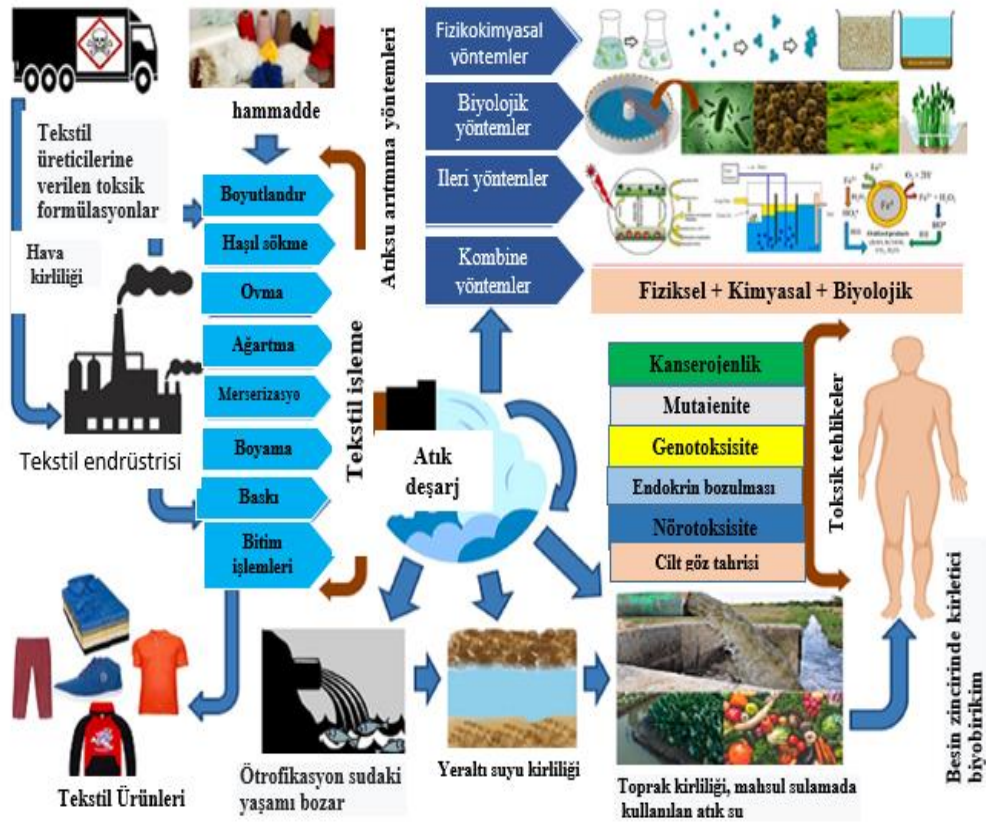 hammadde
Tekstil
üreticilerine
verilen toksik
formülasyonlar
Hava
kirliliği
Tekstil endrüstrisi
Boyutlandır
Haşıl sökme
Ovma
Ağartma
Merserizasyo
Boyama
Baskı
Bitim
işlemleri
Tekstil işleme
Atıksu arıtmıma yöntemleri
Fizikokimyasal
yöntemler
Biyolojik
yöntemler
Ileri yöntemler
Kombine
yöntemler
Fiziksel + Kimyasal + Biyolojik
Atık
deşarj
Kanserojenlik
Mutaienite
Genotoksisite
Endokrin bozulması
Nörotoksisite
Cilt göz tahrişi
Toksik tehlikeler
Besin zincirinde kirletici
biyobirikim
Tekstil Ürünleri
Ötrofikasyon sudaki
yaşamı bozar
Yeraltı suyu kirliliği
Toprak kirliliği, mahsul sulamada
kullanılan atık su